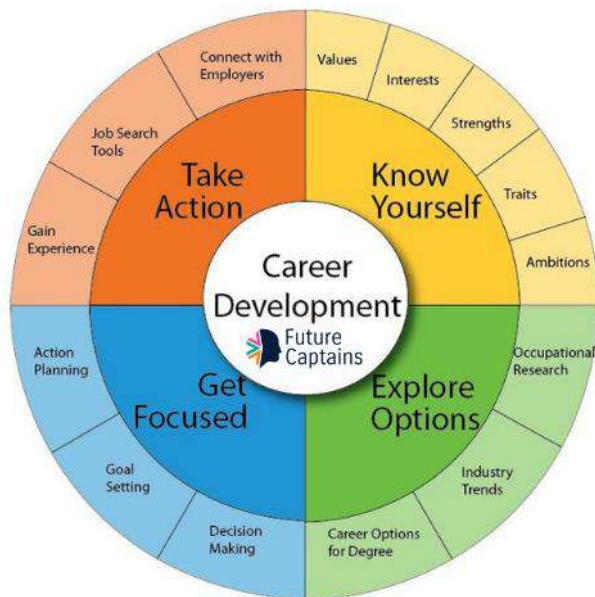 Career
Development
Future
Captains
Know
Yourself
Values
Interests
Strengths
Traits
Ambitions
Explore
Options
Occupational
Research
Industry
Trends
Career Options
for Degree
Get
Focused
Decision
Making
Goal
Setting
Action
Planning
Take
Action
Gain
Experience
Job Search
Tools
Connect with
Employers